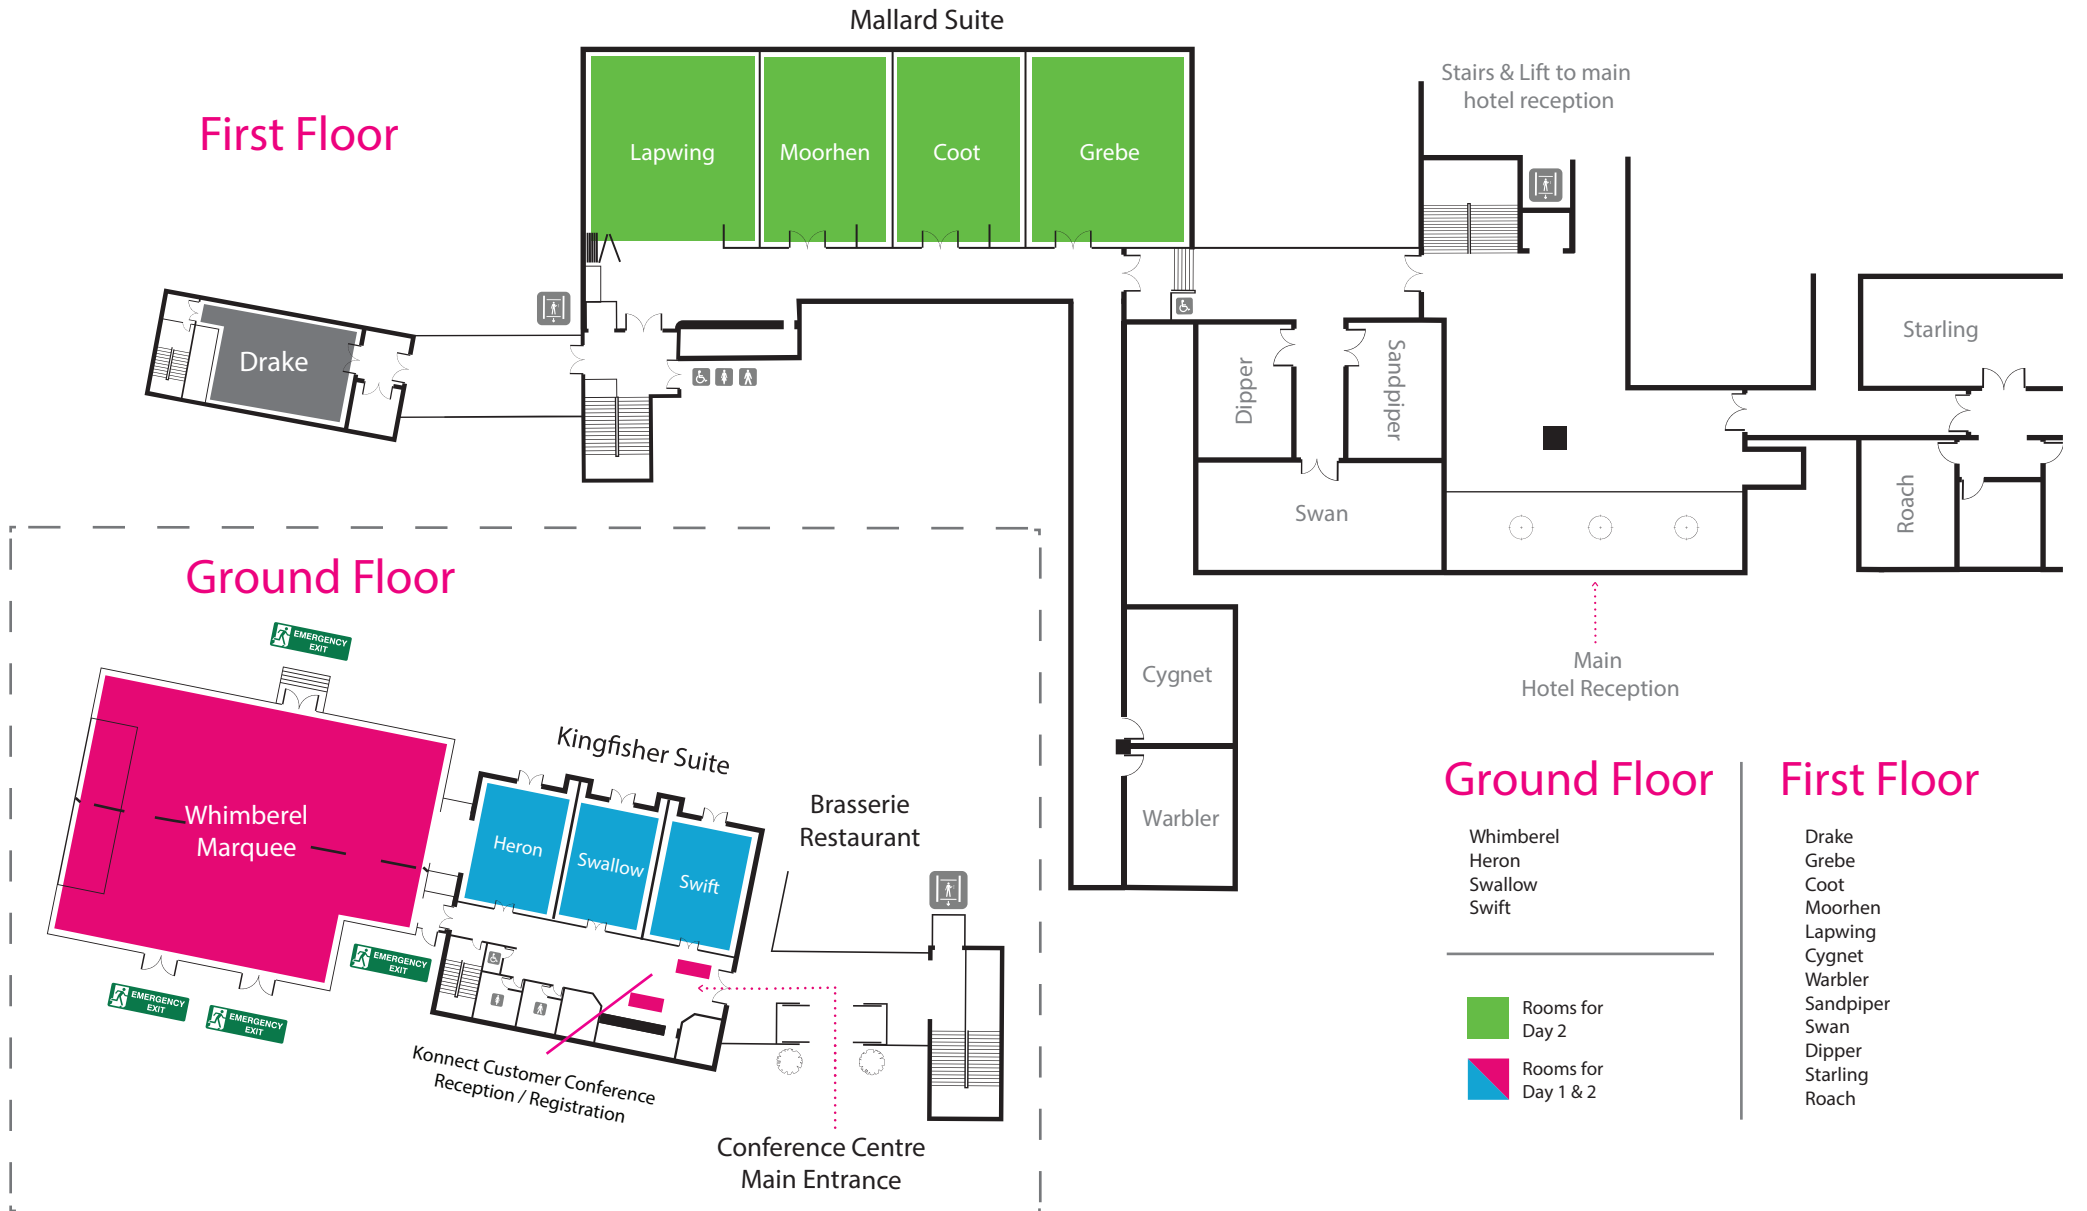 Mallard Suite
First Floor
Stairs & Lift to main
hotel reception
Lapwing
Moorhen
Coot
Grebe
Drake
Dipper
Sandpiper
Swan
Starling
Roach
Main
Hotel Reception
Cygnet
Warbler
Ground Floor
EMERGENCY
EXIT
Whimberel
Marquee
Kingfisher Suite
Heron
Swallow
Swift
Brasserie
Restaurant
EMERGENCY
EXIT
EMERGENCY
EXIT
EMERGENCY
EXIT
Konnect Customer Conference
Reception / Registration
Conference Centre
Main Entrance
Ground Floor
Whimberel
Heron
Swallow
Swift
Rooms for
Day 2
Rooms for
Day 1 & 2
First Floor
Drake
Grebe
Coot
Moorhen
Lapwing
Cygnet
Warbler
Sandpiper
Swan
Dipper
Starling
Roach